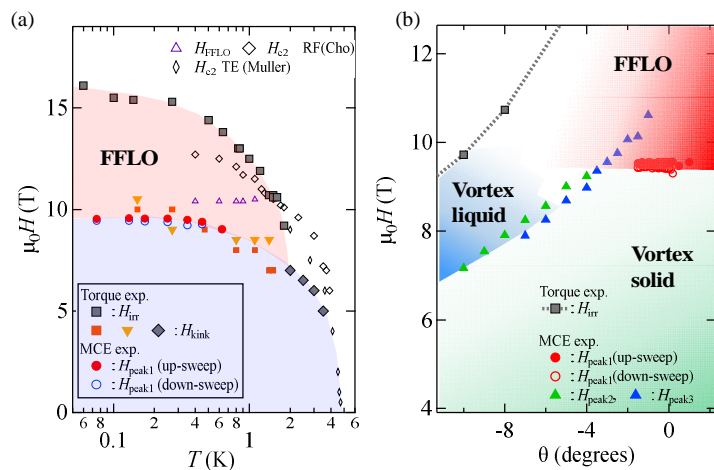 (a)
H_FFLO H_c2 RF(Cho)
H_c2 TE (Muller)
15
10
5
0
μ₀H (T)
FFLO
Torque exp.
: H_irr
: H_kink
MCE exp.
: H_peak1 (up-sweep)
: H_peak1 (down-sweep)
6 8 0.1 2 4 6 8 1 2 4 6
T (K)
(b)
12
10
8
6
4
μ₀H (T)
FFLO
Vortex liquid
Vortex solid
Torque exp.
: H_irr
MCE exp.
: H_peak1 (up-sweep)
: H_peak1 (down-sweep)
: H_peak2, : H_peak3
-8 -4 0
θ (degrees)